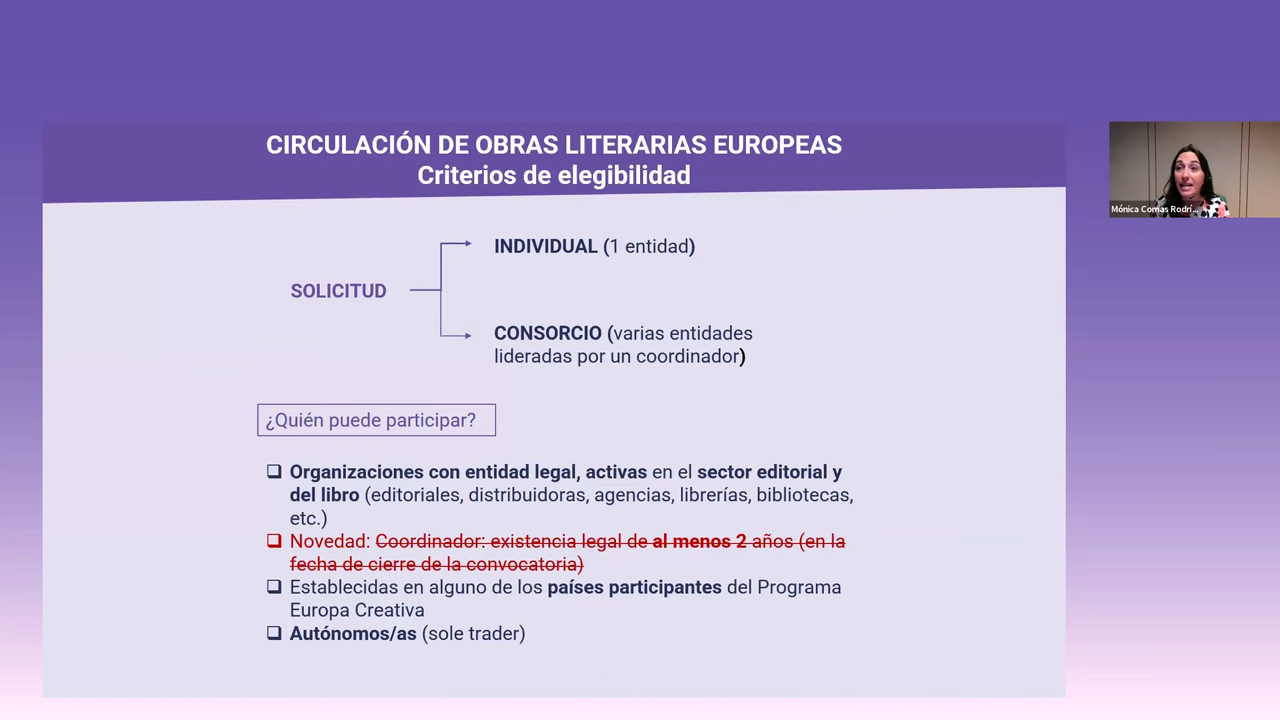 CIRCULACIÓN DE OBRAS LITERARIAS EUROPEAS
Criterios de elegibilidad
INDIVIDUAL (1 entidad)
SOLICITUD
CONSORCIO (varias entidades
lideradas por un coordinador)
¿Quién puede participar?
Organizaciones con entidad legal, activas en el sector editorial y
del libro (editoriales, distribuidoras, agencias, librerías, bibliotecas,
etc.)
Novedad: Coordinador: existencia legal de al menos 2 años (en la
fecha de cierre de la convocatoria)
Establecidas en alguno de los países participantes del Programa
Europa Creativa
Autónomos/as (sole trader)
Mónica Comas Rodrí...